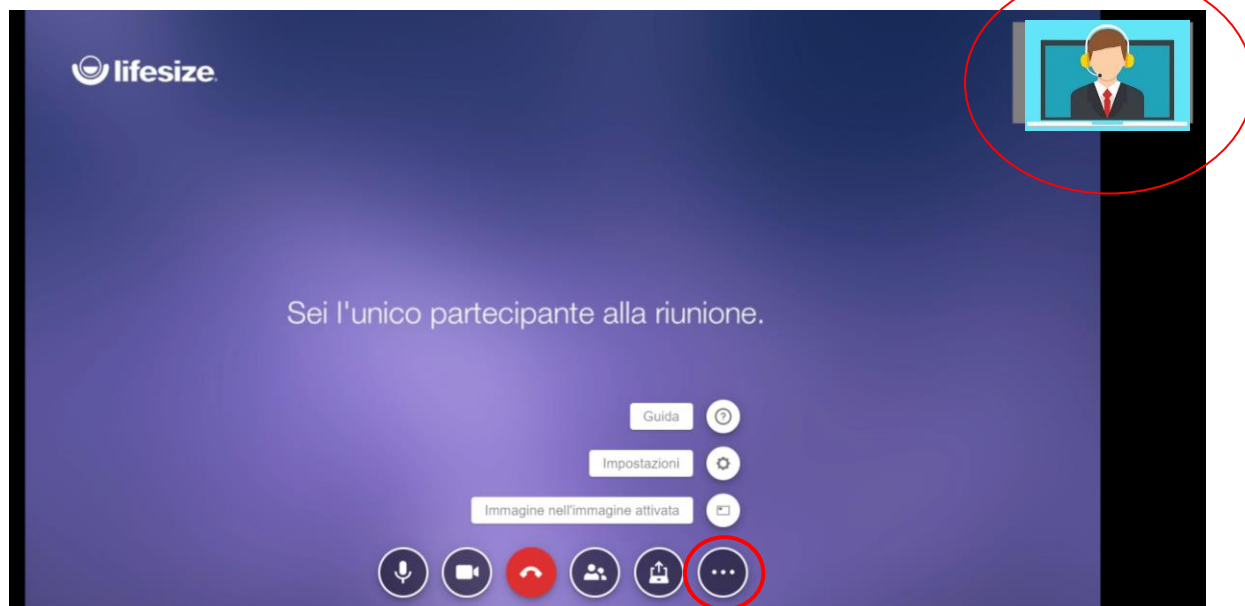 lifesize
Sei l'unico partecipante alla riunione.
Guida
Impostazioni
Immagine nell'immagine attivata